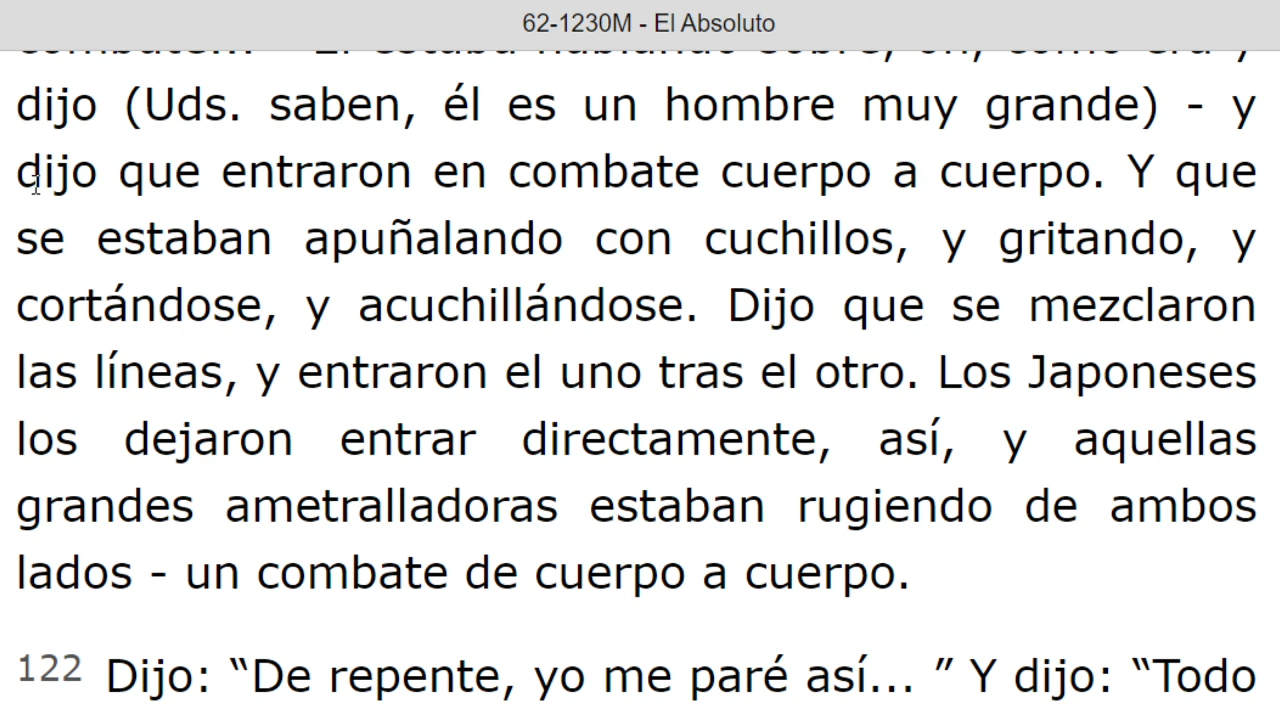 62-1230M - El Absoluto
dijo (Uds. saben, él es un hombre muy grande) - y
dijo que entraron en combate cuerpo a cuerpo. Y que
se estaban apuñalando con cuchillos, y gritando, y
cortándose, y acuchillándose. Dijo que se mezclaron
las líneas, y entraron el uno tras el otro. Los Japoneses
los dejaron entrar directamente, así, y aquellas
grandes ametralladoras estaban rugiendo de ambos
lados - un combate de cuerpo a cuerpo.
122 Dijo: “De repente, yo me paré así... ” Y dijo: “Todo